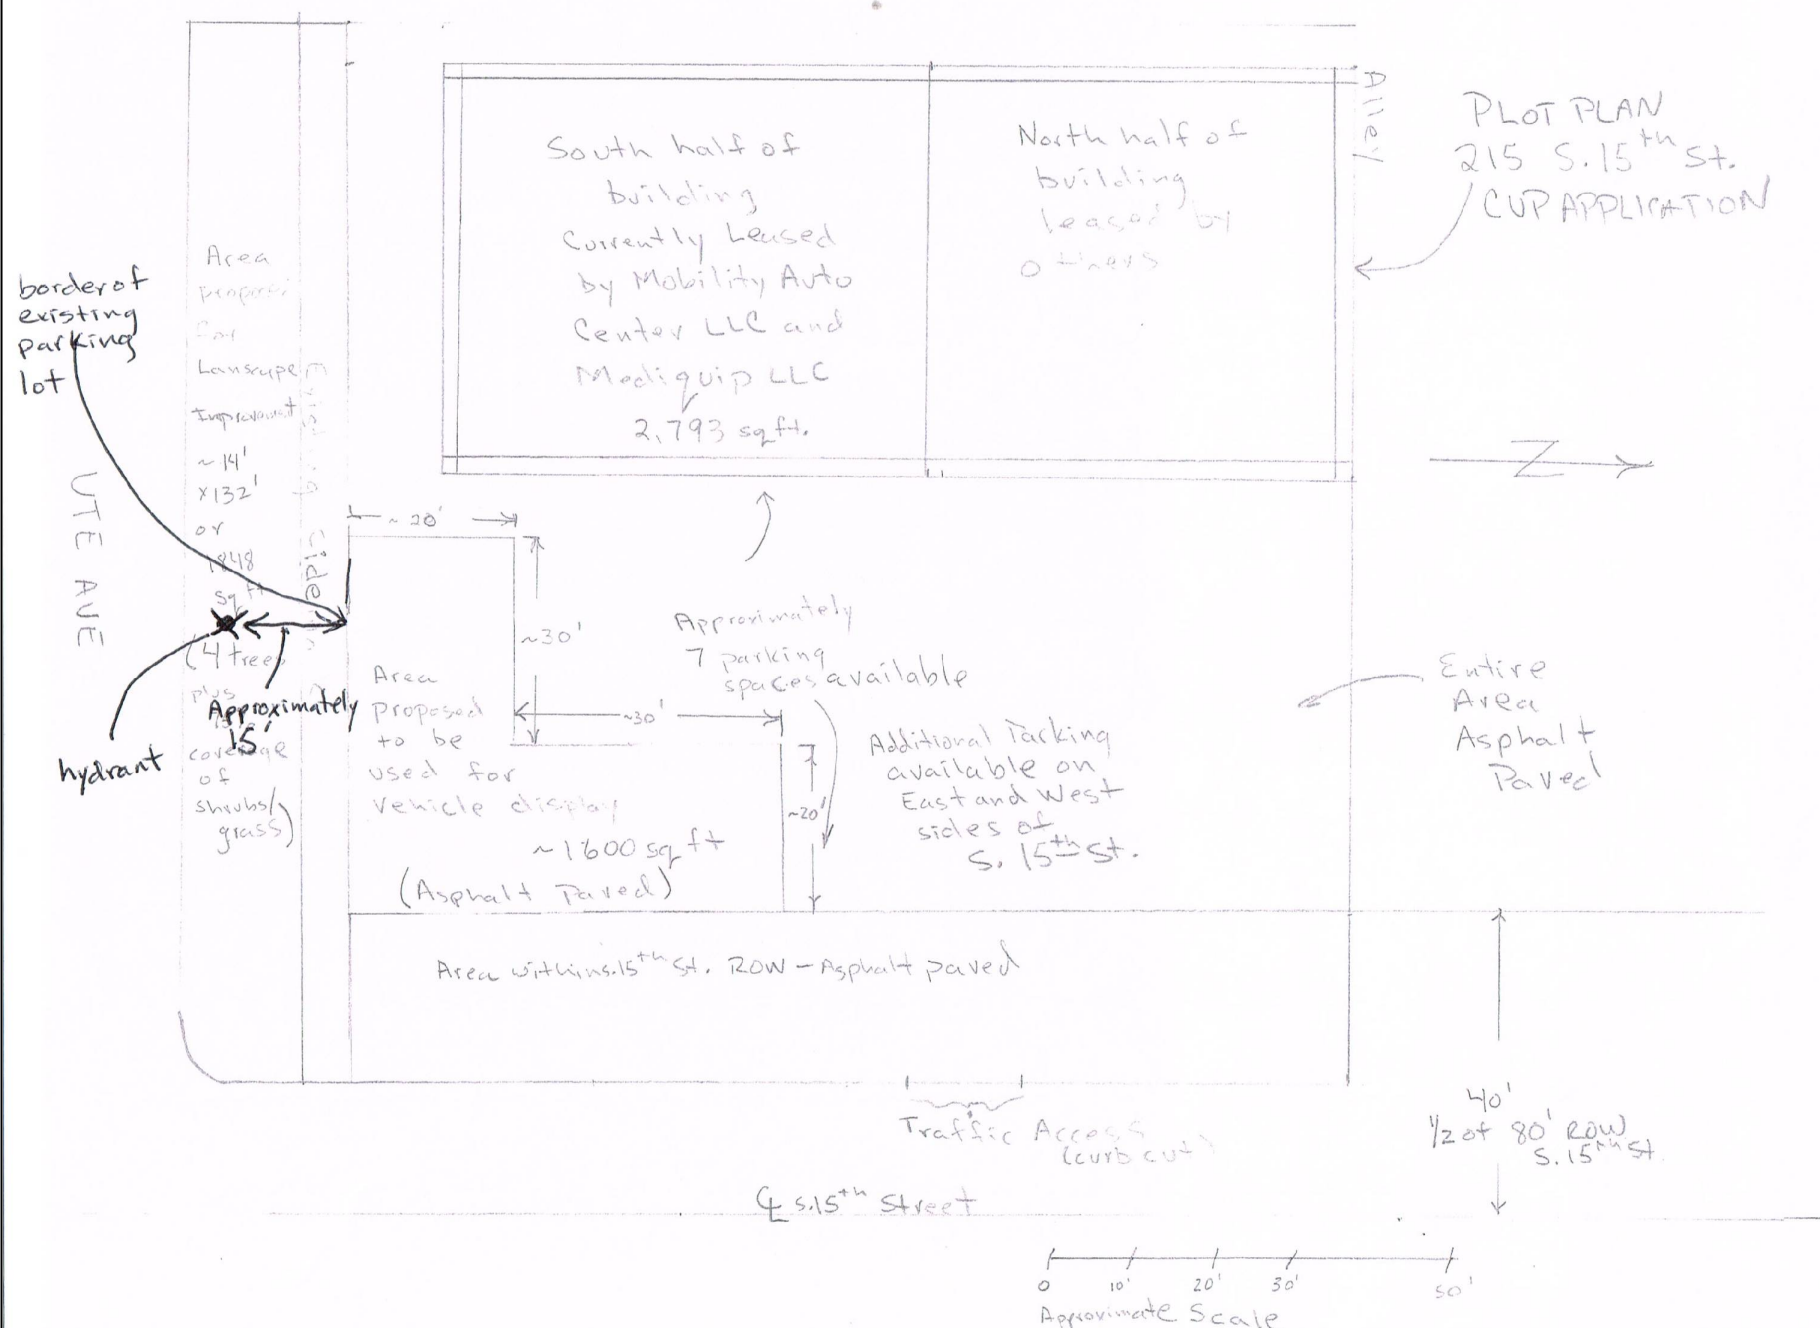 PLOT PLAN
215 S. 15th St.
CUP APPLICATION
Alley
South half of
building
Currently Leased
by Mobility Auto
Center LLC and
Mediquip LLC
2,793 sq ft.
North half of
building
leased by
others
border of
existing
parking
lot
Area
for
Lanscape
Improvement
~14'
x132'
or
1848
sq ft
(4 trees
plus
coverage
of
shrubs/
grass)
Existing side
UTE AVE
hydrant
Approximately
15'
N
~20'
~30'
~30'
~20'
Area
proposed
to be
used for
vehicle display
~1600 sq ft
(Asphalt Paved)
Approximately
7 parking
spaces available
Additional Parking
available on
East and West
sides of
S. 15th St.
Entire
Area
Asphalt
Paved
Area within S. 15th St. ROW - Asphalt paved
Traffic Access
(curb cut)
40'
1/2 of 80' ROW
S. 15th St.
℄ S. 15th Street
0 10' 20' 30' 50'
Approximate Scale